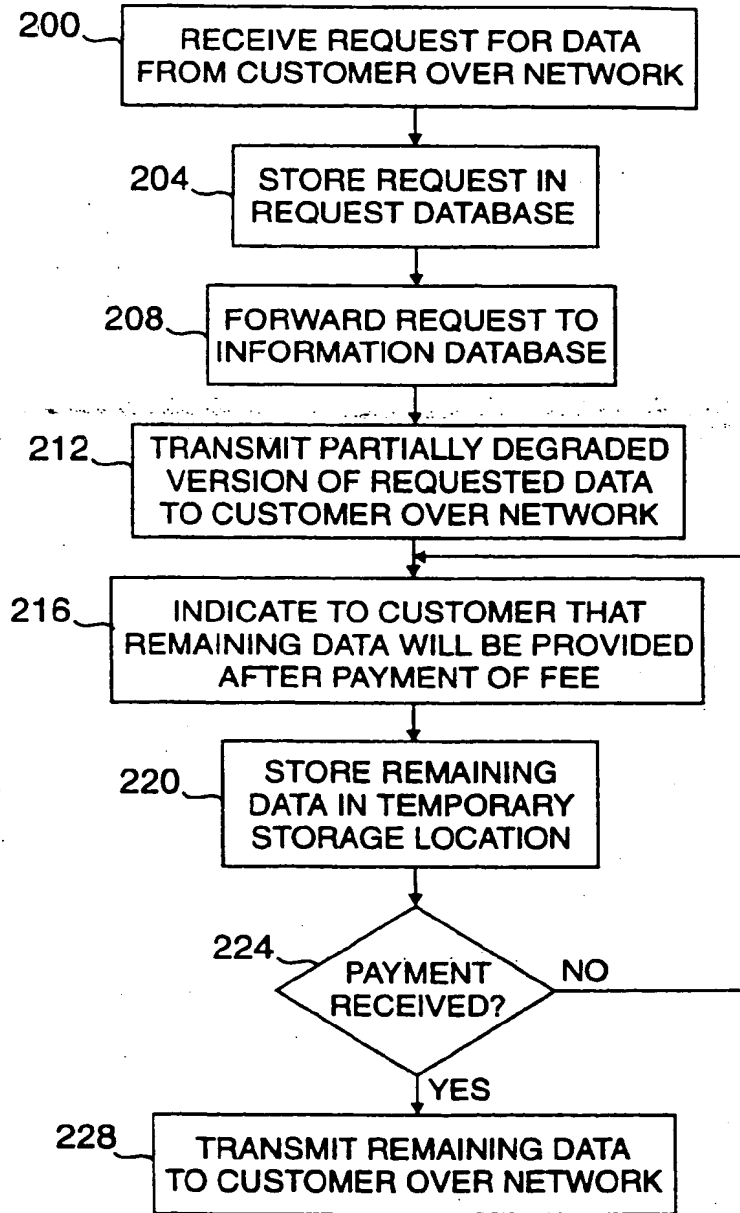 200
RECEIVE REQUEST FOR DATA
FROM CUSTOMER OVER NETWORK
204
STORE REQUEST IN
REQUEST DATABASE
208
FORWARD REQUEST TO
INFORMATION DATABASE
212
TRANSMIT PARTIALLY DEGRADED
VERSION OF REQUESTED DATA
TO CUSTOMER OVER NETWORK
216
INDICATE TO CUSTOMER THAT
REMAINING DATA WILL BE PROVIDED
AFTER PAYMENT OF FEE
220
STORE REMAINING
DATA IN TEMPORARY
STORAGE LOCATION
224
PAYMENT
RECEIVED?
NO
YES
228
TRANSMIT REMAINING DATA
TO CUSTOMER OVER NETWORK